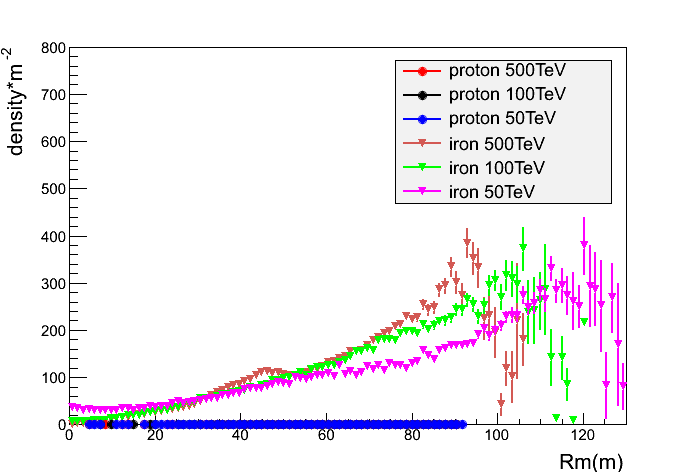 density*m⁻²
800
700
600
500
400
300
200
100
0
proton 500TeV
proton 100TeV
proton 50TeV
iron 500TeV
iron 100TeV
iron 50TeV
0 20 40 60 80 100 120
Rm(m)